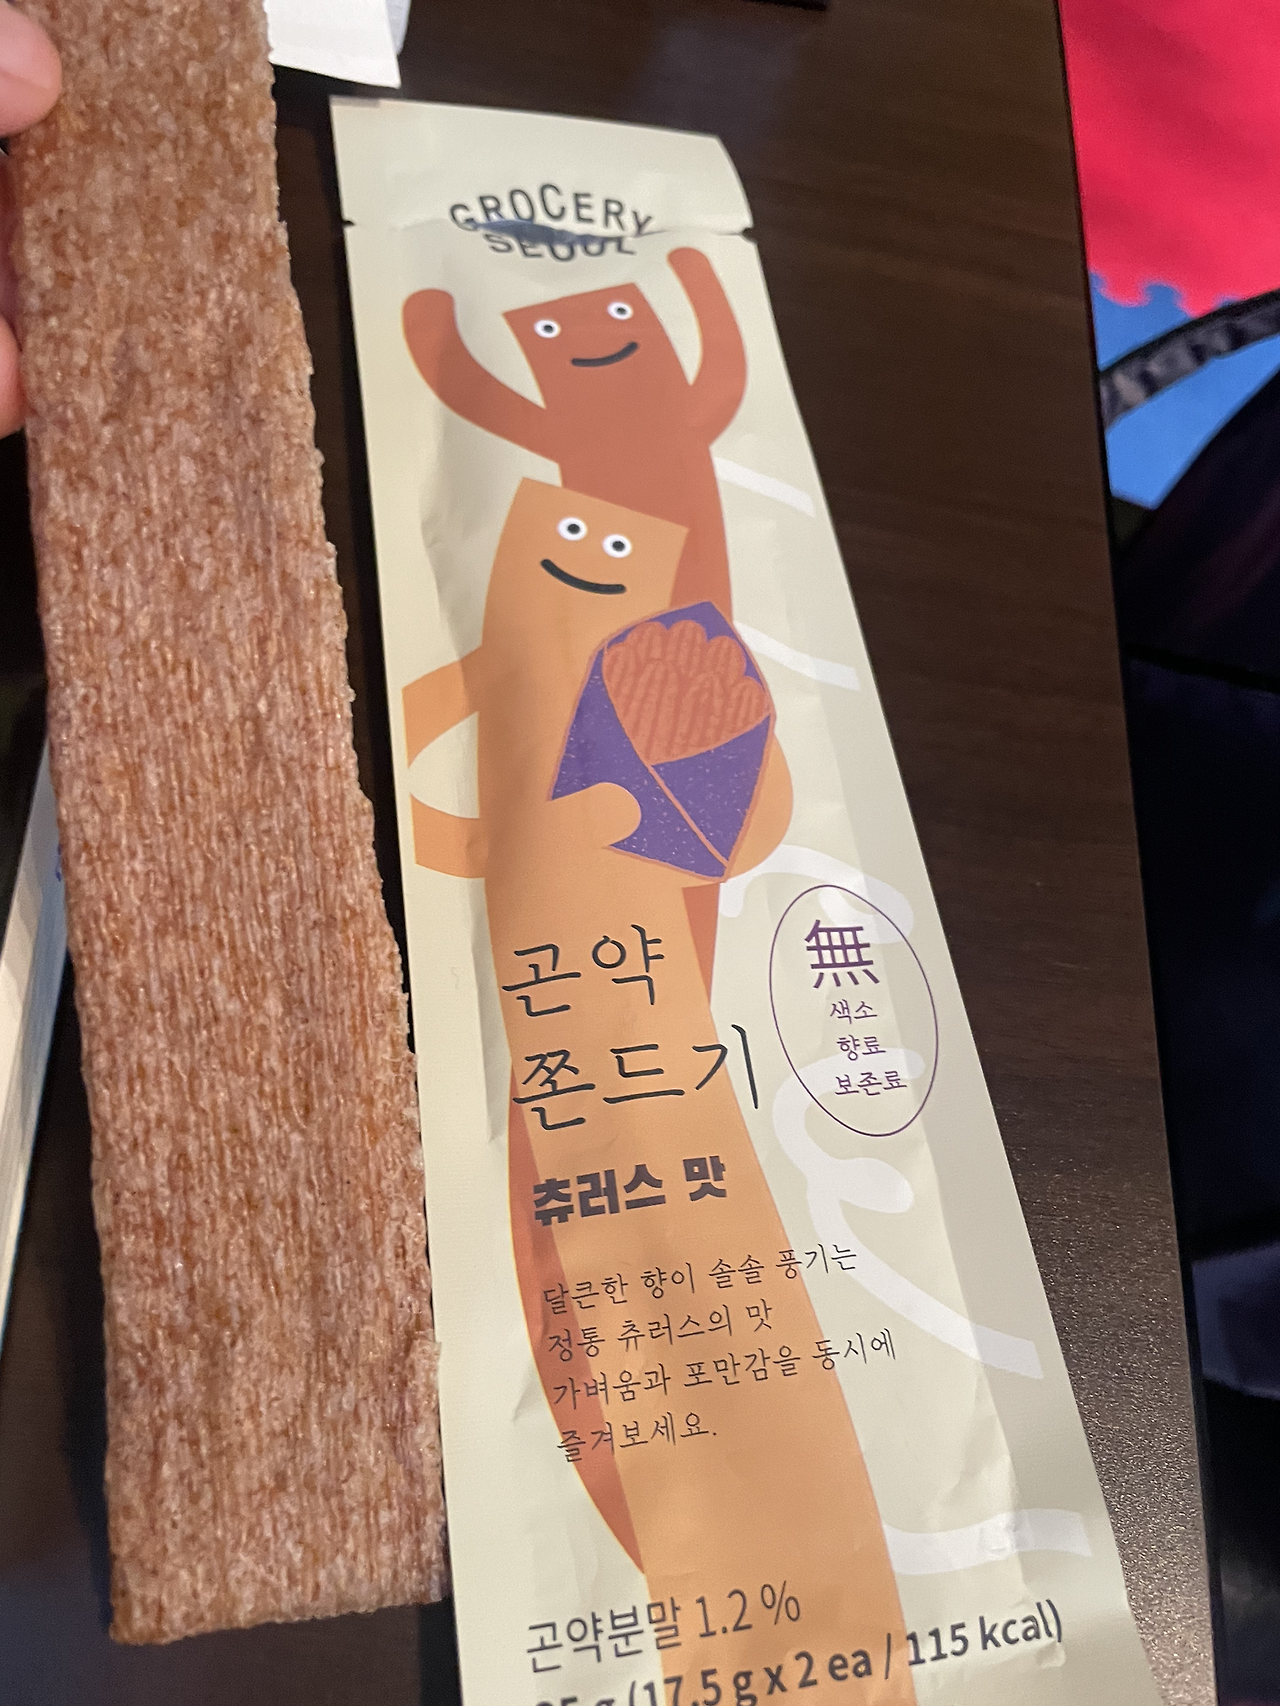 GROCERY
SEOUL
곤약
쫀드기
無
색소
향료
보존료
츄러스 맛
달큰한 향이 솔솔 풍기는
정통 츄러스의 맛
가벼움과 포만감을 동시에
즐겨보세요.
곤약분말 1.2 %
35 g (17.5 g x 2 ea / 115 kcal)